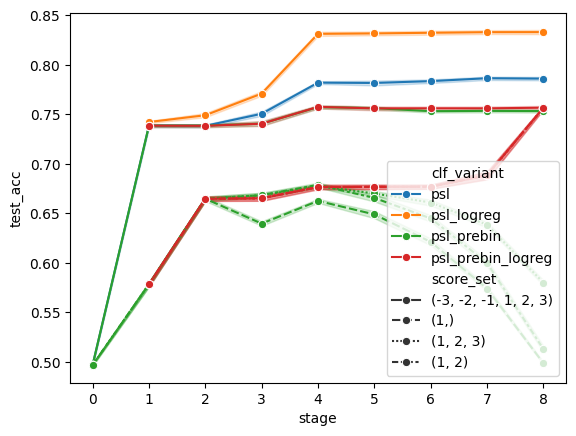 0.85
0.80
0.75
0.70
0.65
0.60
0.55
0.50
test_acc
clf_variant
psl
psl_logreg
psl_prebin
psl_prebin_logreg
score_set
(-3, -2, -1, 1, 2, 3)
(1,)
(1, 2, 3)
(1, 2)
0 1 2 3 4 5 6 7 8
stage